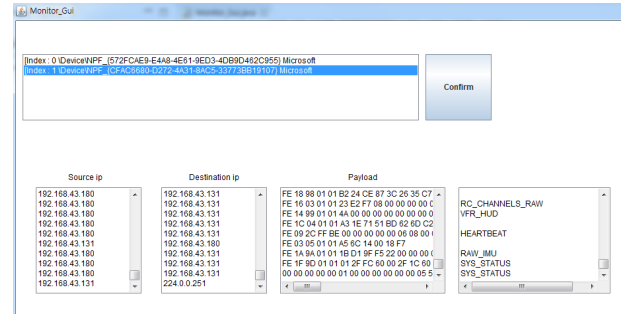 Monitor_Gui
[Index : 0 \Device\NPF_{572FCAE9-E4A8-4E61-9ED3-4DB9D462C955} Microsoft
[Index : 1 \Device\NPF_{CFAC6680-D272-4A31-8AC5-33773BB19107} Microsoft
Confirm
Source ip
Destination ip
Payload
192.168.43.180
192.168.43.180
192.168.43.180
192.168.43.180
192.168.43.180
192.168.43.131
192.168.43.180
192.168.43.180
192.168.43.180
192.168.43.131
192.168.43.131
192.168.43.131
192.168.43.131
192.168.43.131
192.168.43.131
192.168.43.180
192.168.43.131
192.168.43.131
192.168.43.131
224.0.0.251
FE 18 98 01 01 B2 24 CE 87 3C 26 35 C7
FE 16 03 01 01 23 E2 F7 08 00 00 00 00 0
FE 14 99 01 01 4A 00 00 00 00 00 00 00 0
FE 1C 04 01 01 A3 1E 71 51 BD 62 6D C2
FE 09 2C FF BE 00 00 00 00 00 06 08 00
FE 03 05 01 01 A5 6C 14 00 18 F7
FE 1A 9A 01 01 1B D1 9F F5 22 00 00 00
FE 1F 9D 01 01 01 2F FC 60 00 2F 1C 60
00 00 00 00 00 01 00 00 00 00 00 00 05 5
RC_CHANNELS_RAW
VFR_HUD
HEARTBEAT
RAW_IMU
SYS_STATUS
SYS_STATUS